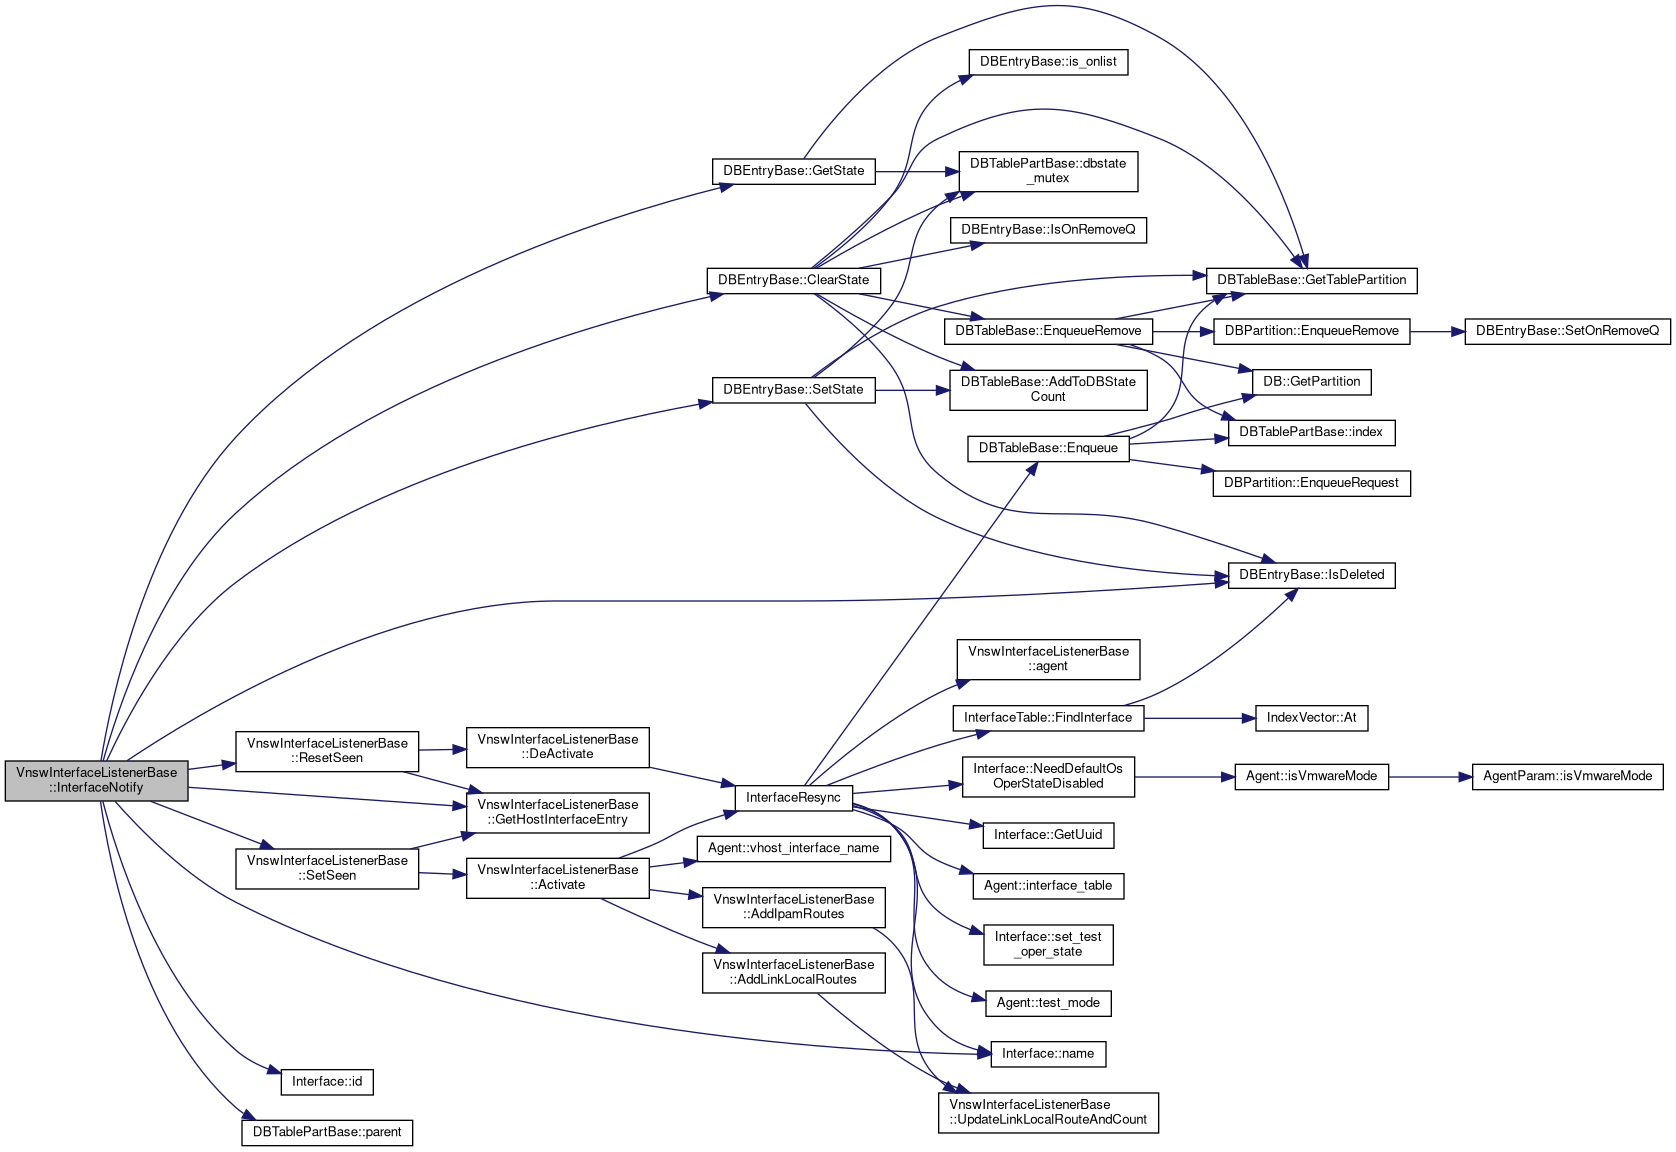 DBEntryBase::is_onlist
DBEntryBase::GetState
DBTablePartBase::dbstate
_mutex
DBEntryBase::IsOnRemoveQ
DBEntryBase::ClearState
DBTableBase::GetTablePartition
DBTableBase::EnqueueRemove
DBPartition::EnqueueRemove
DBEntryBase::SetOnRemoveQ
DBEntryBase::SetState
DBTableBase::AddToDBState
Count
DB::GetPartition
DBTablePartBase::index
DBTableBase::Enqueue
DBPartition::EnqueueRequest
DBEntryBase::IsDeleted
VnswInterfaceListenerBase
::agent
InterfaceTable::FindInterface
IndexVector::At
VnswInterfaceListenerBase
::ResetSeen
VnswInterfaceListenerBase
::DeActivate
VnswInterfaceListenerBase
::InterfaceNotify
Interface::NeedDefaultOs
OperStateDisabled
Agent::isVmwareMode
AgentParam::isVmwareMode
InterfaceResync
VnswInterfaceListenerBase
::GetHostInterfaceEntry
Interface::GetUuid
Agent::vhost_interface_name
VnswInterfaceListenerBase
::SetSeen
VnswInterfaceListenerBase
::Activate
Agent::interface_table
VnswInterfaceListenerBase
::AddIpamRoutes
Interface::set_test
_oper_state
VnswInterfaceListenerBase
::AddLinkLocalRoutes
Agent::test_mode
Interface::name
Interface::id
VnswInterfaceListenerBase
::UpdateLinkLocalRouteAndCount
DBTablePartBase::parent